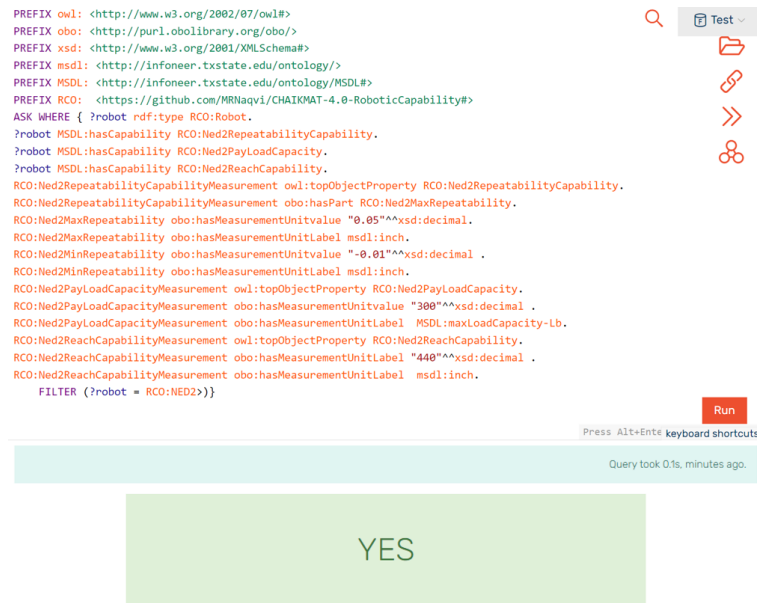 PREFIX owl: <http://www.w3.org/2002/07/owl#>
PREFIX obo: <http://purl.obolibrary.org/obo/>
PREFIX xsd: <http://www.w3.org/2001/XMLSchema#>
PREFIX msdl: <http://infoneer.txstate.edu/ontology/>
PREFIX MSDL: <http://infoneer.txstate.edu/ontology/MSDL#>
PREFIX RCO:  <https://github.com/MRNaqvi/CHAIKMAT-4.0-RoboticCapability#>
ASK WHERE { ?robot rdf:type RCO:Robot.
?robot MSDL:hasCapability RCO:Ned2RepeatabilityCapability.
?robot MSDL:hasCapability RCO:Ned2PayLoadCapacity.
?robot MSDL:hasCapability RCO:Ned2ReachCapability.
RCO:Ned2RepeatabilityCapabilityMeasurement owl:topObjectProperty RCO:Ned2RepeatabilityCapability.
RCO:Ned2RepeatabilityCapabilityMeasurement obo:hasPart RCO:Ned2MaxRepeatability.
RCO:Ned2MaxRepeatability obo:hasMeasurementUnitvalue "0.05"^^xsd:decimal.
RCO:Ned2MaxRepeatability obo:hasMeasurementUnitLabel msdl:inch.
RCO:Ned2MinRepeatability obo:hasMeasurementUnitvalue "-0.01"^^xsd:decimal .
RCO:Ned2MinRepeatability obo:hasMeasurementUnitLabel msdl:inch.
RCO:Ned2PayLoadCapacityMeasurement owl:topObjectProperty RCO:Ned2PayLoadCapacity.
RCO:Ned2PayLoadCapacityMeasurement obo:hasMeasurementUnitvalue "300"^^xsd:decimal .
RCO:Ned2PayLoadCapacityMeasurement obo:hasMeasurementUnitLabel  MSDL:maxLoadCapacity-Lb.
RCO:Ned2ReachCapabilityMeasurement owl:topObjectProperty RCO:Ned2ReachCapability.
RCO:Ned2ReachCapabilityMeasurement obo:hasMeasurementUnitLabel "440"^^xsd:decimal .
RCO:Ned2ReachCapabilityMeasurement obo:hasMeasurementUnitLabel  msdl:inch.
FILTER (?robot = RCO:NED2>)}
Test
Run
Press Alt+Ente keyboard shortcuts
Query took 0.1s, minutes ago.
YES